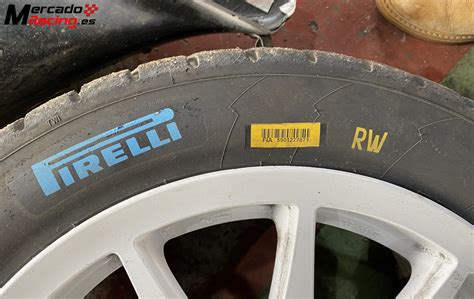 Mercado
Racing.es
PIRELLI
RW